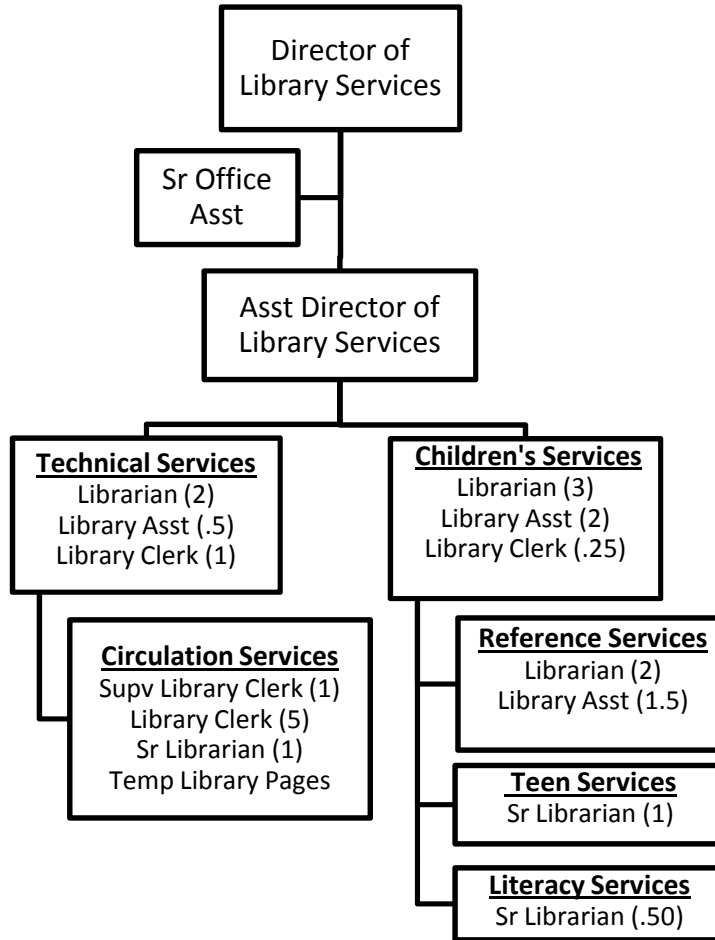 Director of
Library Services
Sr Office
Asst
Asst Director of
Library Services
Technical Services
Librarian (2)
Library Asst (.5)
Library Clerk (1)
Circulation Services
Supv Library Clerk (1)
Library Clerk (5)
Sr Librarian (1)
Temp Library Pages
Children's Services
Librarian (3)
Library Asst (2)
Library Clerk (.25)
Reference Services
Librarian (2)
Library Asst (1.5)
Teen Services
Sr Librarian (1)
Literacy Services
Sr Librarian (.50)